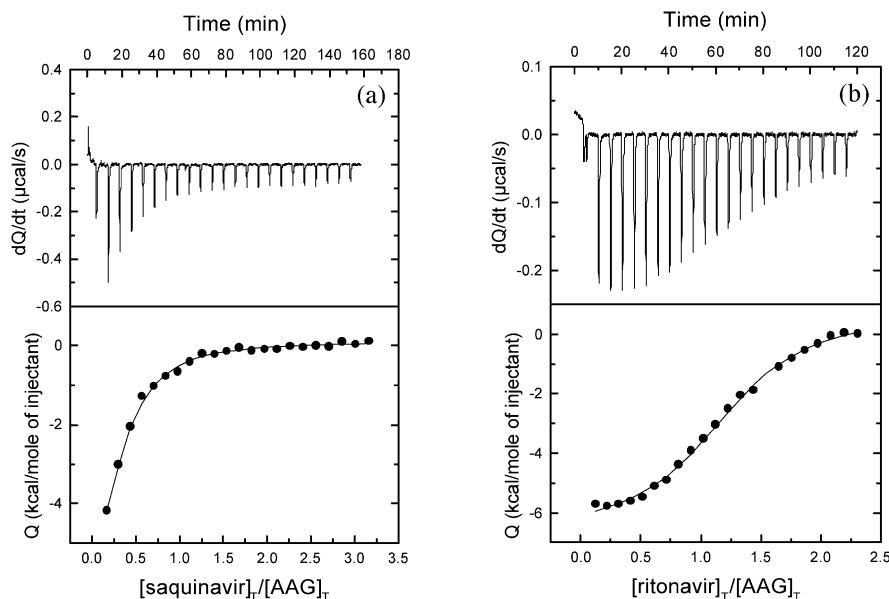 Time (min)
0 20 40 60 80 100 120 140 160 180
0.4
0.2
0.0
-0.2
-0.4
-0.6
dQ/dt (µcal/s)
(a)
0
-2
-4
Q (kcal/mole of injectant)
0.0 0.5 1.0 1.5 2.0 2.5 3.0 3.5
[saquinavir]T/[AAG]T
Time (min)
0 20 40 60 80 100 120
0.1
0.0
-0.1
-0.2
dQ/dt (µcal/s)
(b)
0
-2
-4
-6
Q (kcal/mole of injectant)
0.0 0.5 1.0 1.5 2.0 2.5
[ritonavir]T/[AAG]T